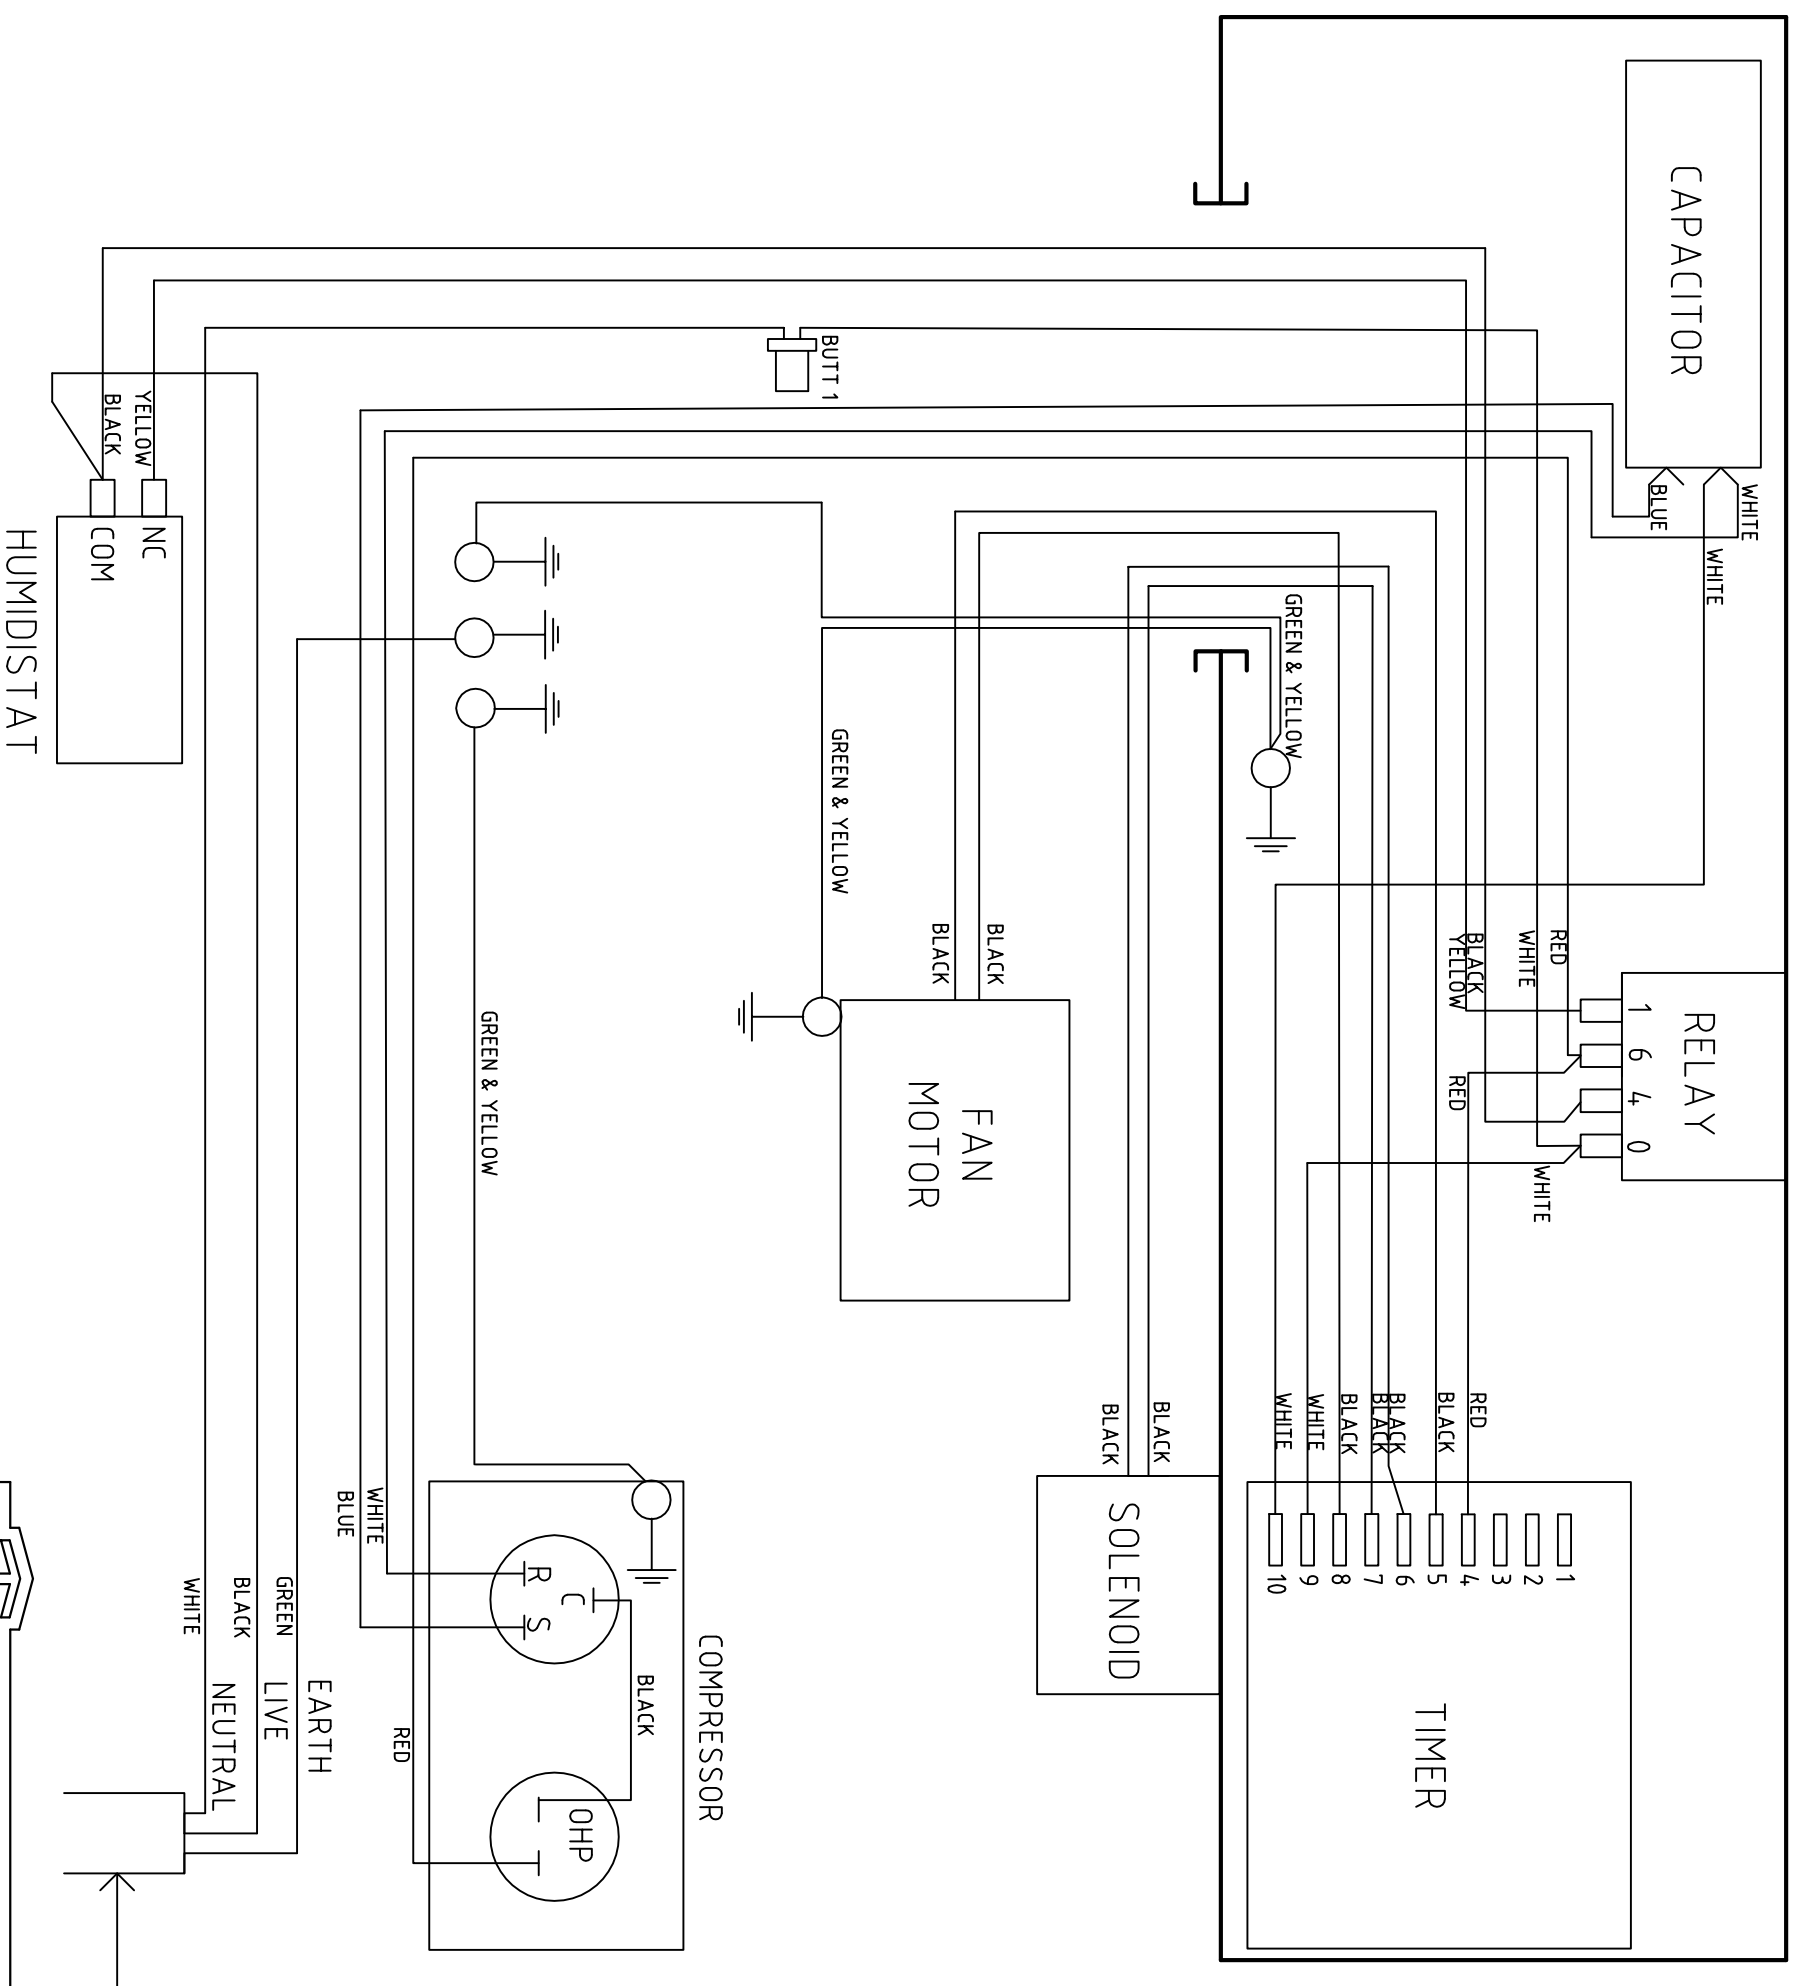 CAPACITOR
BLUE
WHITE
WHITE
BUTT 1
BLACK
YELLOW
COM
NC
HUMIDISTAT
GREEN & YELLOW
GREEN & YELLOW
BLACK
BLACK
YELLOW
BLACK
WHITE
RED
RELAY
1
6
4
0
RED
WHITE
FAN
MOTOR
GREEN & YELLOW
BLACK
BLACK
WHITE
WHITE
BLACK
BLACK
BLACK
BLACK
RED
SOLENOID
TIMER
1
2
3
4
5
6
7
8
9
10
BLUE
WHITE
R
C
S
COMPRESSOR
BLACK
RED
OHP
WHITE
BLACK
GREEN
NEUTRAL
LIVE
EARTH